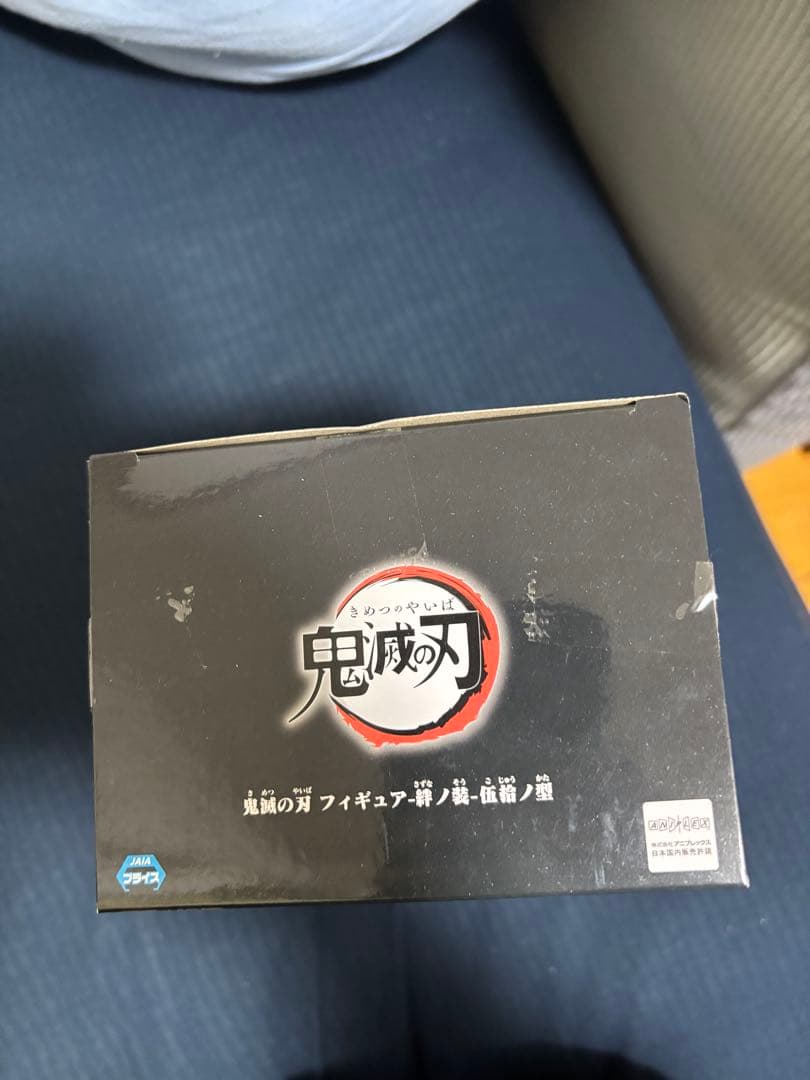 きめつのやいば
鬼滅の刃
き めつ やいば きずな そう ご じゅう かた
鬼滅の刃 フィギュア-絆ノ装-伍拾ノ型
JAIA
プライズ
ANIPLEX
株式会社アニプレックス
日本国内販売許諾